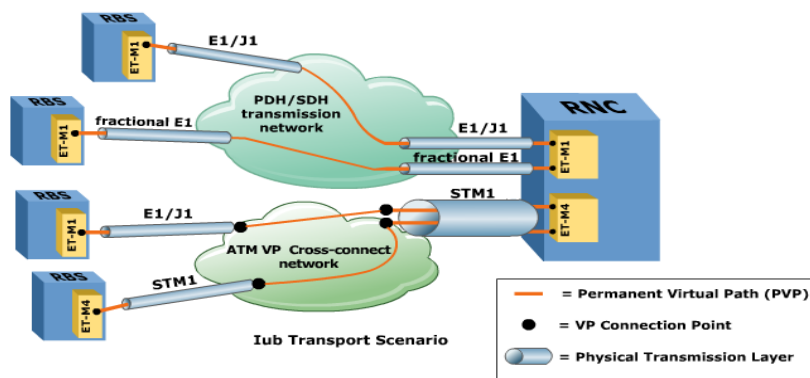 RBS
ET-M1
E1/J1
RBS
ET-M1
fractional E1
PDH/SDH
transmission
network
E1/J1
fractional E1
RNC
ET-M1
ET-M4
STM1
RBS
ET-M1
E1/J1
ATM VP Cross-connect
network
RBS
ET-M4
STM1
Iub Transport Scenario
= Permanent Virtual Path (PVP)
= VP Connection Point
= Physical Transmission Layer